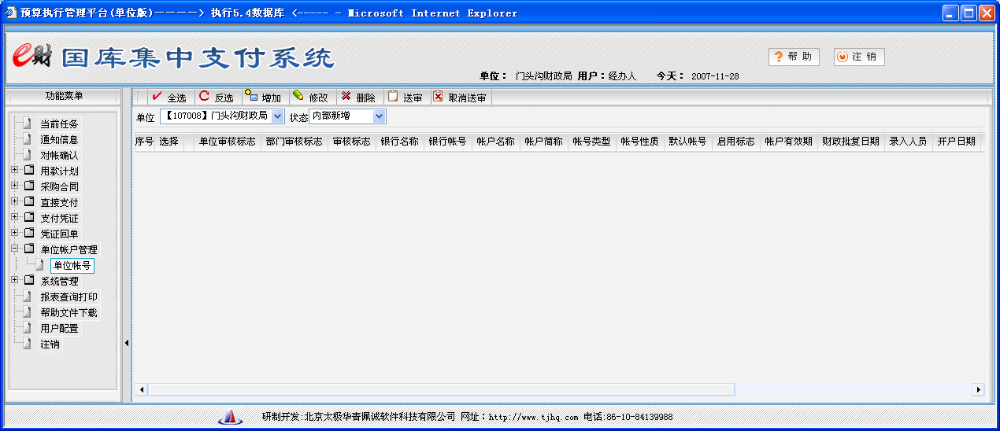 预算执行管理平台(单位版)－－－－－> 执行5.4数据库 <----- - Microsoft Internet Explorer
e财 国库集中支付系统
帮 助 注 销
单位： 门头沟财政局 用户：经办人 今天： 2007-11-28
功能菜单
全选 反选 增加 修改 删除 送审 取消送审
单位 【107008】门头沟财政局 状态 内部新增
序号 选择 单位审核标志 部门审核标志 审核标志 银行名称 银行帐号 帐户名称 帐户简称 帐号类型 帐号性质 默认帐号 启用标志 帐户有效期 财政批复日期 录入人员 开户日期
当前任务
通知信息
对帐确认
用款计划
采购合同
直接支付
支付凭证
凭证回单
单位帐户管理
单位帐号
系统管理
报表查询打印
帮助文件下载
用户配置
注销
研制开发:北京太极华青佩诚软件科技有限公司 网址：http://www.tjhq.com 电话:86-10-84139988